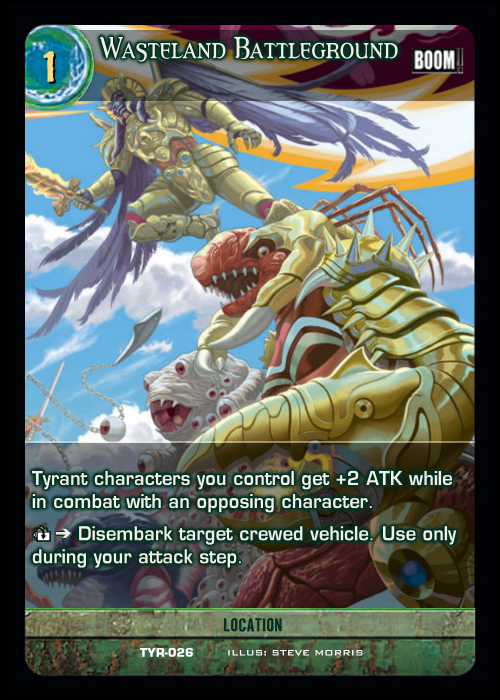 1
Wasteland Battleground
BOOM!
Tyrant characters you control get +2 ATK while
in combat with an opposing character.
➔ Disembark target crewed vehicle. Use only
during your attack step.
LOCATION
TYR-026 ILLUS: STEVE MORRIS